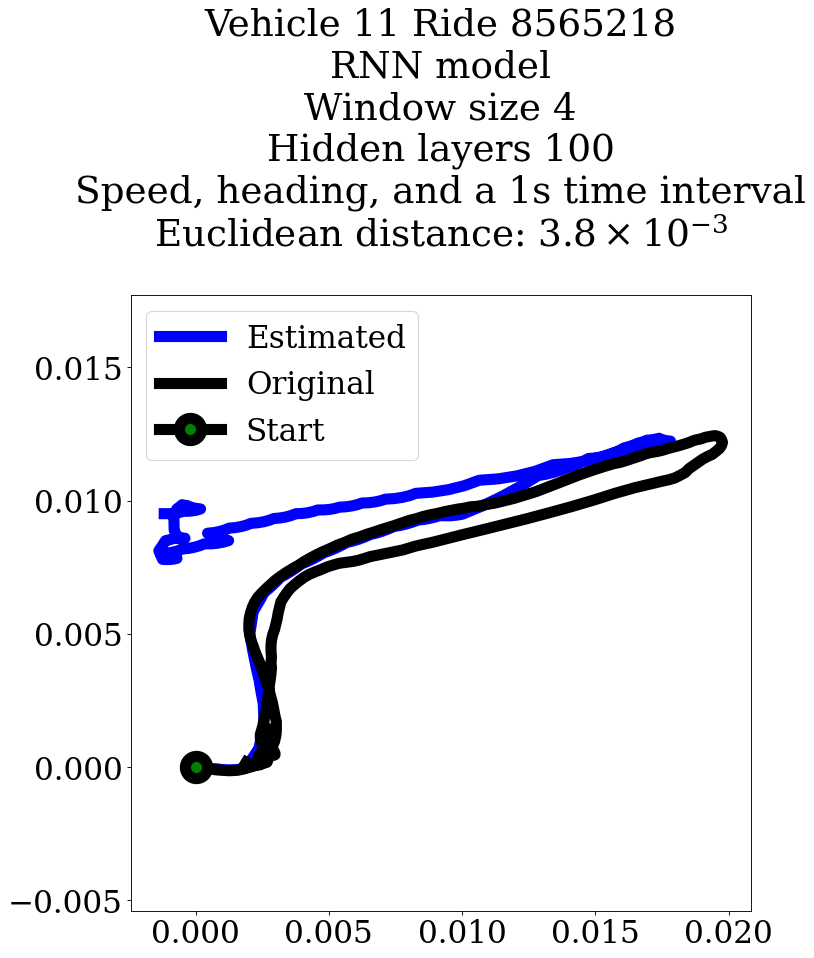 Vehicle 11 Ride 8565218
RNN model
Window size 4
Hidden layers 100
Speed, heading, and a 1s time interval
Euclidean distance: 3.8 × 10⁻³
Estimated
Original
Start
0.015
0.010
0.005
0.000
−0.005
0.000 0.005 0.010 0.015 0.020